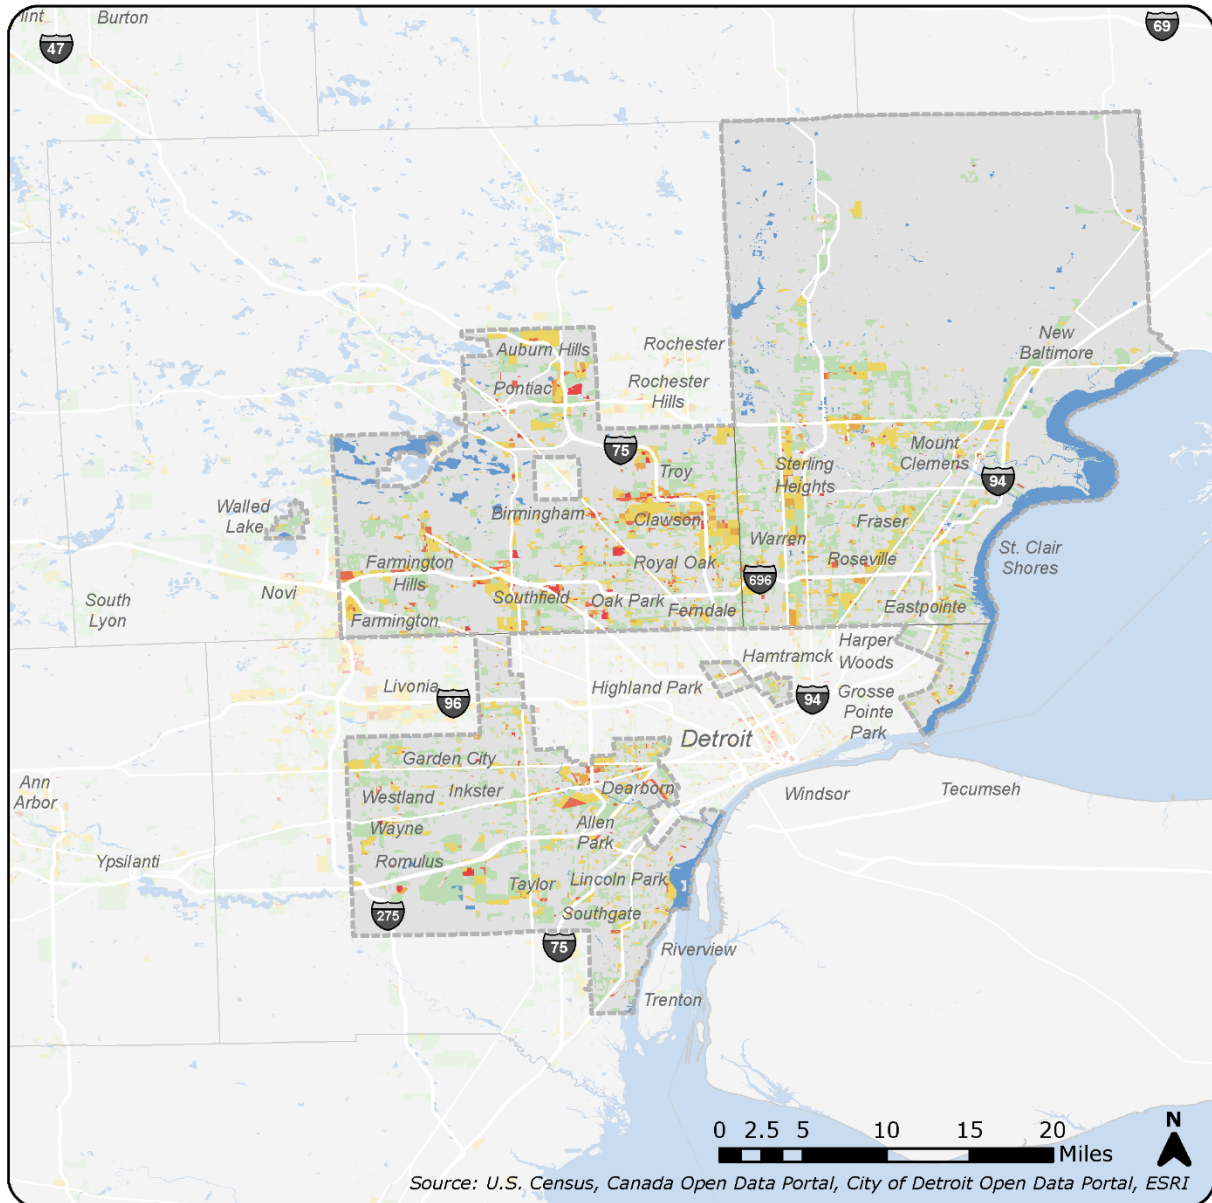 lint
Burton
47
69
New
Baltimore
Rochester
Auburn Hills
Pontiac
Rochester
Hills
75
Troy
Mount
Clemens
Sterling
Heights
94
Walled
Lake
Birmingham
Clawson
Fraser
Warren
St. Clair
Shores
Farmington
Hills
Royal Oak
Roseville
696
Novi
South
Lyon
Southfield
Oak Park
Ferndale
Eastpointe
Farmington
Harper
Woods
Hamtramck
Livonia
96
Highland Park
94
Grosse
Pointe
Park
Detroit
Garden City
Ann
Arbor
Westland
Inkster
Dearborn
Windsor
Tecumseh
Wayne
Allen
Park
Ypsilanti
Romulus
Taylor
Lincoln Park
275
Southgate
75
Riverview
Trenton
0 2.5 5 10 15 20
Miles
N
Source: U.S. Census, Canada Open Data Portal, City of Detroit Open Data Portal, ESRI